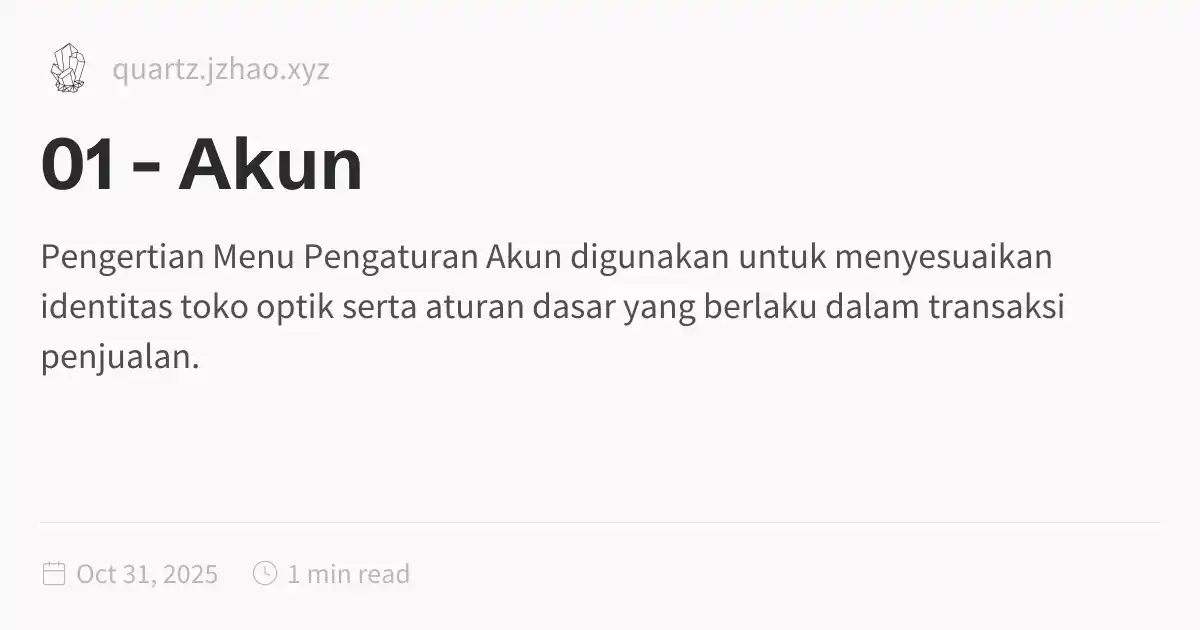 quartz.jzhao.xyz
01 - Akun
Pengertian Menu Pengaturan Akun digunakan untuk menyesuaikan
identitas toko optik serta aturan dasar yang berlaku dalam transaksi
penjualan.
Oct 31, 2025 1 min read